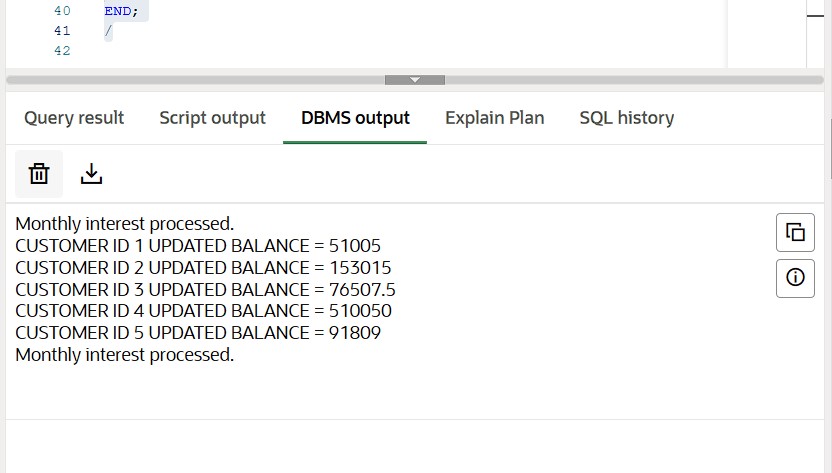 40 END;
41 /
42
Query result Script output DBMS output Explain Plan SQL history
Monthly interest processed.
CUSTOMER ID 1 UPDATED BALANCE = 51005
CUSTOMER ID 2 UPDATED BALANCE = 153015
CUSTOMER ID 3 UPDATED BALANCE = 76507.5
CUSTOMER ID 4 UPDATED BALANCE = 510050
CUSTOMER ID 5 UPDATED BALANCE = 91809
Monthly interest processed.